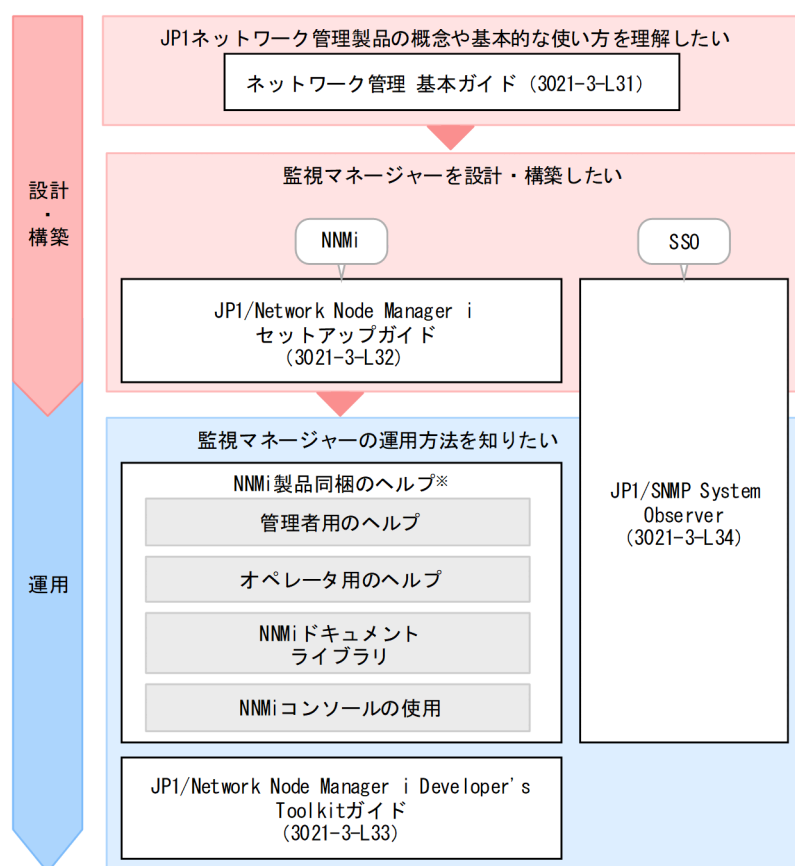 JP1ネットワーク管理製品の概念や基本的な使い方を理解したい
ネットワーク管理 基本ガイド（3021-3-L31）
設計
・
構築
監視マネージャーを設計・構築したい
NNMi
SSO
JP1/Network Node Manager i
セットアップガイド
（3021-3-L32）
監視マネージャーの運用方法を知りたい
NNMi製品同梱のヘルプ※
管理者用のヘルプ
オペレータ用のヘルプ
NNMiドキュメント
ライブラリ
NNMiコンソールの使用
JP1/SNMP System
Observer
（3021-3-L34）
運用
JP1/Network Node Manager i Developer's
Toolkitガイド
（3021-3-L33）